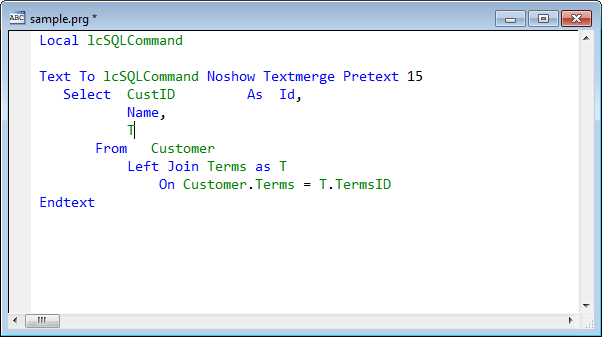 sample.prg *
Local lcSQLCommand
Text To lcSQLCommand Noshow Textmerge Pretext 15
Select CustID As Id,
Name,
T
From Customer
Left Join Terms as T
On Customer.Terms = T.TermsID
Endtext